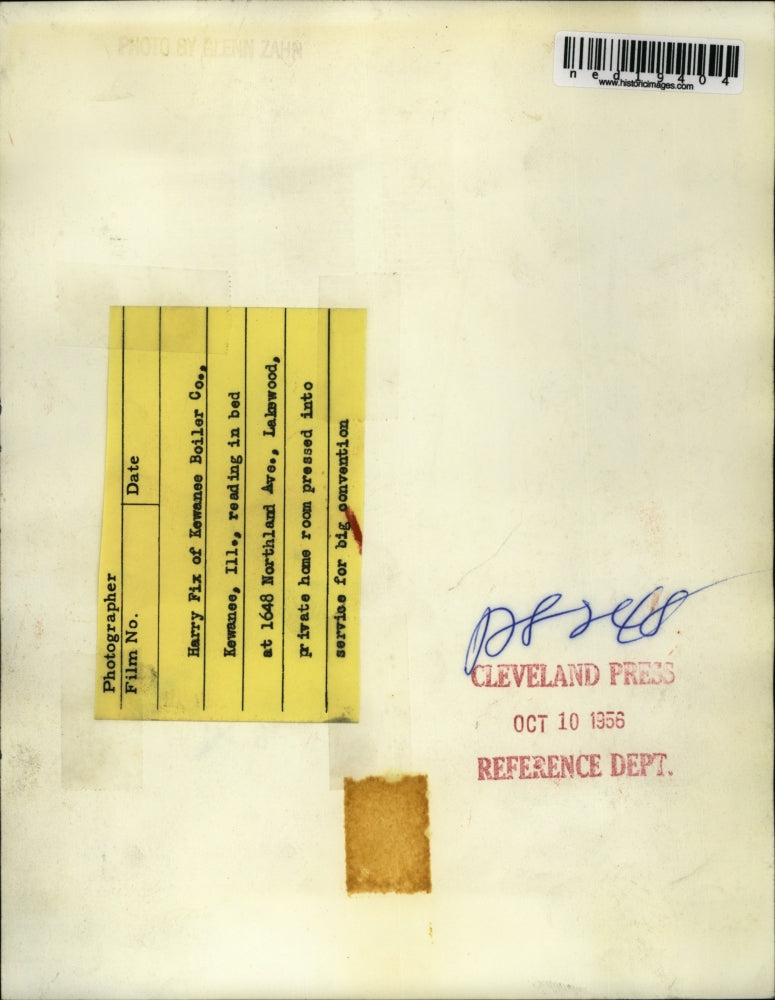 PHOTO BY GLENN ZAHN
ned19404
www.historicimages.com
Photographer
Film No. Date
Harry Fix of Kewanee Boiler Co.,
Kewanee, Ill., reading in bed
at 1648 Northland Ave., Lakewood,
private home room pressed into
service for big convention
CLEVELAND PRESS
OCT 10 1956
REFERENCE DEPT.